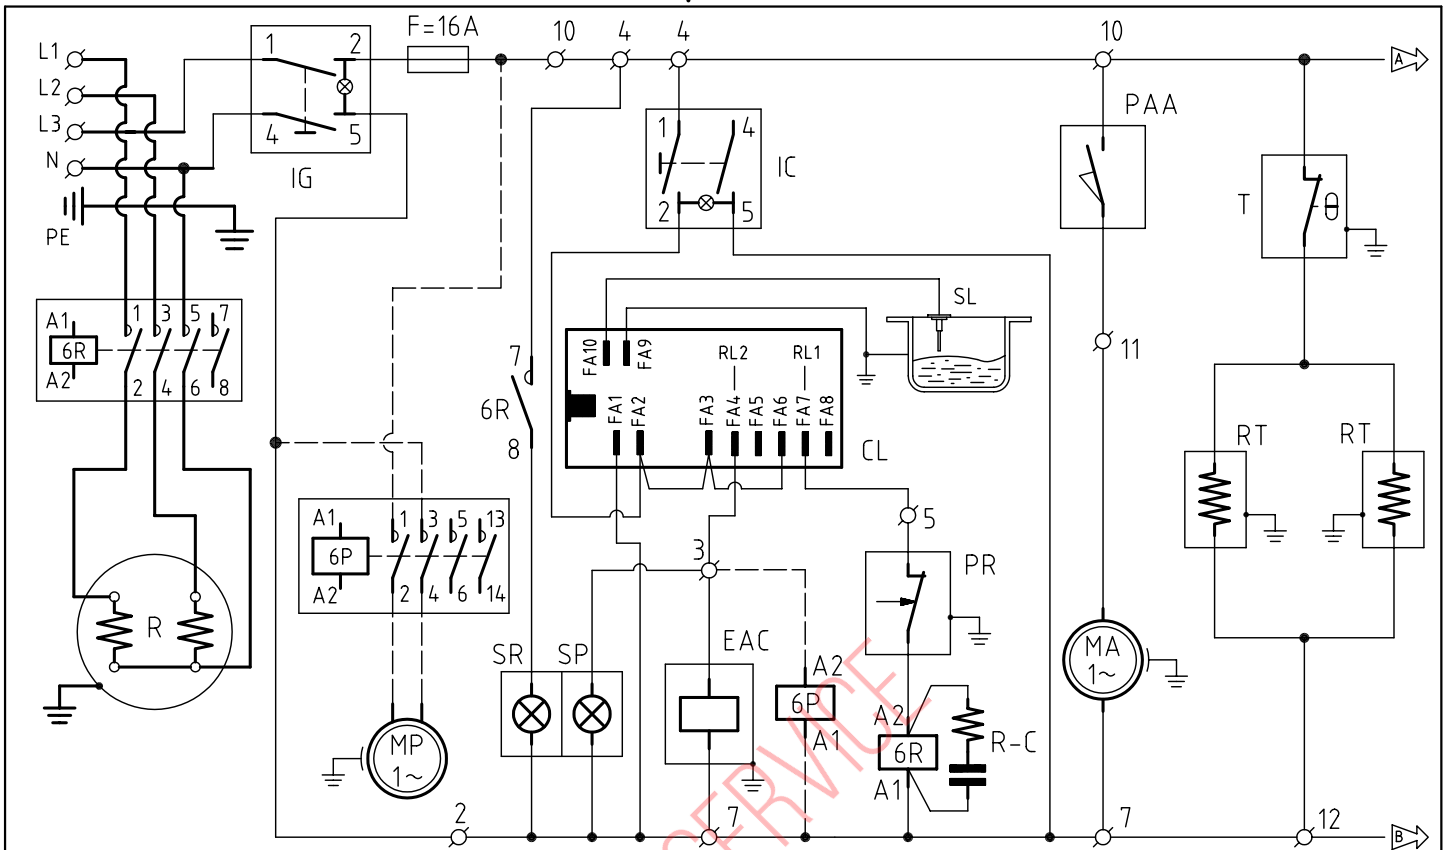 F=16A
10
4
4
10
L1
1
2
A
L2
PAA
L3
4
5
1
4
N
IG
IC
T
θ
PE
2
5
SL
A1
1
3
5
7
6R
A2
2
4
6
8
7
FA10
FA9
RL2
RL1
11
6R
FA1
FA2
FA3
FA4
FA5
FA6
FA7
FA8
8
CL
RT
RT
A1
1
3
5
13
5
6P
3
A2
2
4
6
14
PR
R
EAC
SR
SP
A2
MA
1~
6P
A2
MP
1~
A1
6R
R-C
A1
2
7
7
12
B
SERVICE